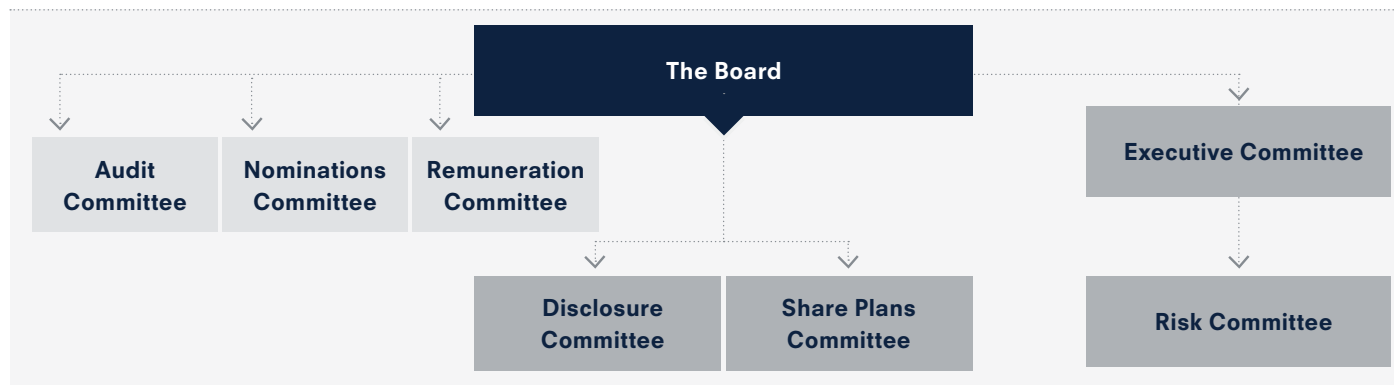 The Board
Audit
Committee
Nominations
Committee
Remuneration
Committee
Executive Committee
Disclosure
Committee
Share Plans
Committee
Risk Committee